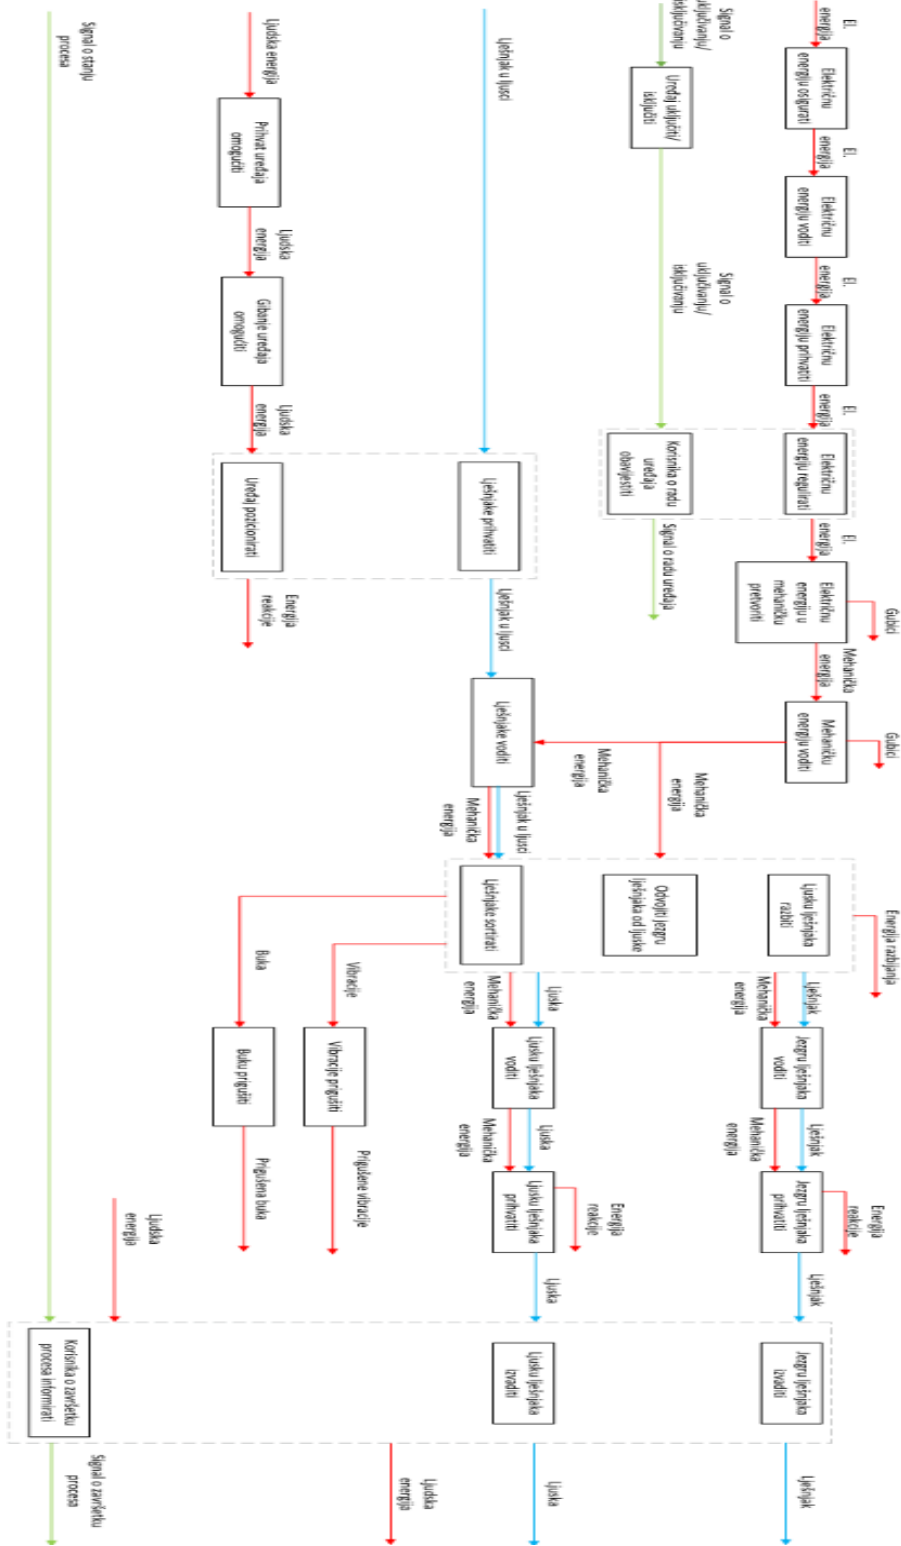 El.
energija
Električnu
energiju osigurati
El.
energija
Električnu
energiju voditi
El.
energija
Električnu
energiju prihvatiti
El.
energija
Električnu
energiju regulirati
El.
energija
Električnu
energiju u
mehaničku
pretvoriti
Gubici
Mehanička
energija
Mehaničku
energiju voditi
Gubici
Energija razbijanja
Ljusku lješnjaka
razbiti
Lješnjak
Mehanička
energija
Jezgru lješnjaka
voditi
Lješnjak
Mehanička
energija
Jezgru lješnjaka
prihvatiti
Energija
reakcije
Lješnjak
Jezgru lješnjaka
izvaditi
Lješnjak
Signal o
uključivanju/
isključivanju
Uređaj uključiti/
isključiti
Signal o
uključivanju/
isključivanju
Korisnika o radu
uređaja
obavijestiti
Signal o radu uređaja
Mehanička
energija
Mehanička
energija
Odvojiti jezgru
lješnjaka od ljuske
Lješnjak u ljusci
Lješnjake prihvatiti
Lješnjak u ljusci
Lješnjake voditi
Lješnjak u ljusci
Mehanička
energija
Lješnjake sortirati
Ljuska
Mehanička
energija
Ljusku lješnjaka
voditi
Ljuska
Mehanička
energija
Ljusku lješnjaka
prihvatiti
Energija
reakcije
Ljuska
Ljusku lješnjaka
izvaditi
Ljuska
Ljudska energija
Prihvat uređaja
omogućiti
Ljudska
energija
Gibanje uređaja
omogućiti
Ljudska
energija
Uređaj pozicionirati
Energija
reakcije
Vibracije
Vibracije prigušiti
Prigušene vibracije
Buka
Buku prigušiti
Prigušena buka
Ljudska
energija
Ljudska
energija
Signal o stanju
procesa
Korisnika o završetku
procesa informirati
Signal o završetku
procesa